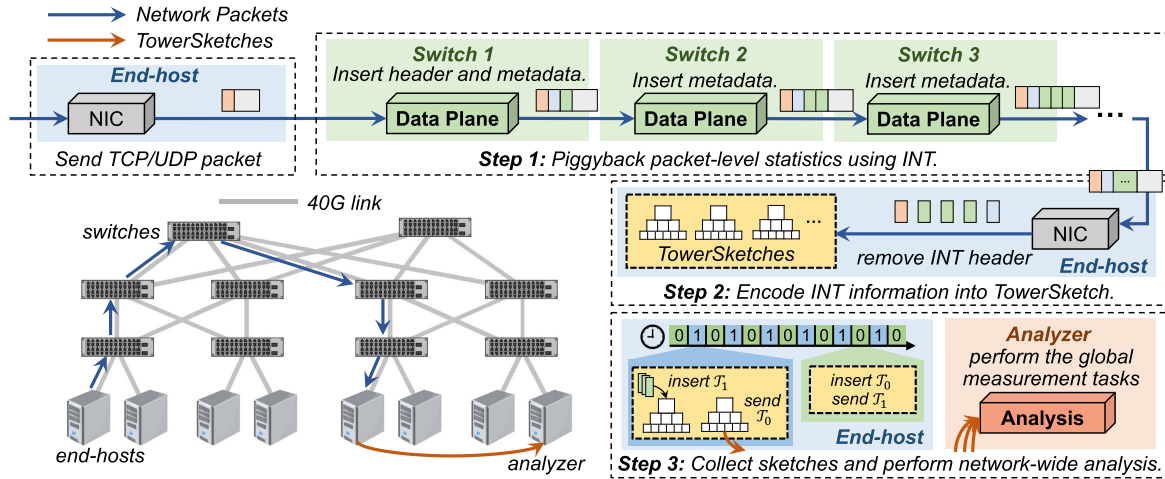 Network Packets
TowerSketches
End-host
NIC
Send TCP/UDP packet
Switch 1
Insert header and metadata.
Data Plane
Switch 2
Insert metadata.
Data Plane
Switch 3
Insert metadata.
Data Plane
...
Step 1: Piggyback packet-level statistics using INT.
40G link
switches
end-hosts
analyzer
...
NIC
End-host
remove INT header
...
TowerSketches
Step 2: Encode INT information into TowerSketch.
0 1 0 1 0 1 0 1 0 1 0 1 0
insert 𝒯1
send
𝒯0
insert 𝒯0
send 𝒯1
End-host
Analyzer
perform the global
measurement tasks
Analysis
Step 3: Collect sketches and perform network-wide analysis.